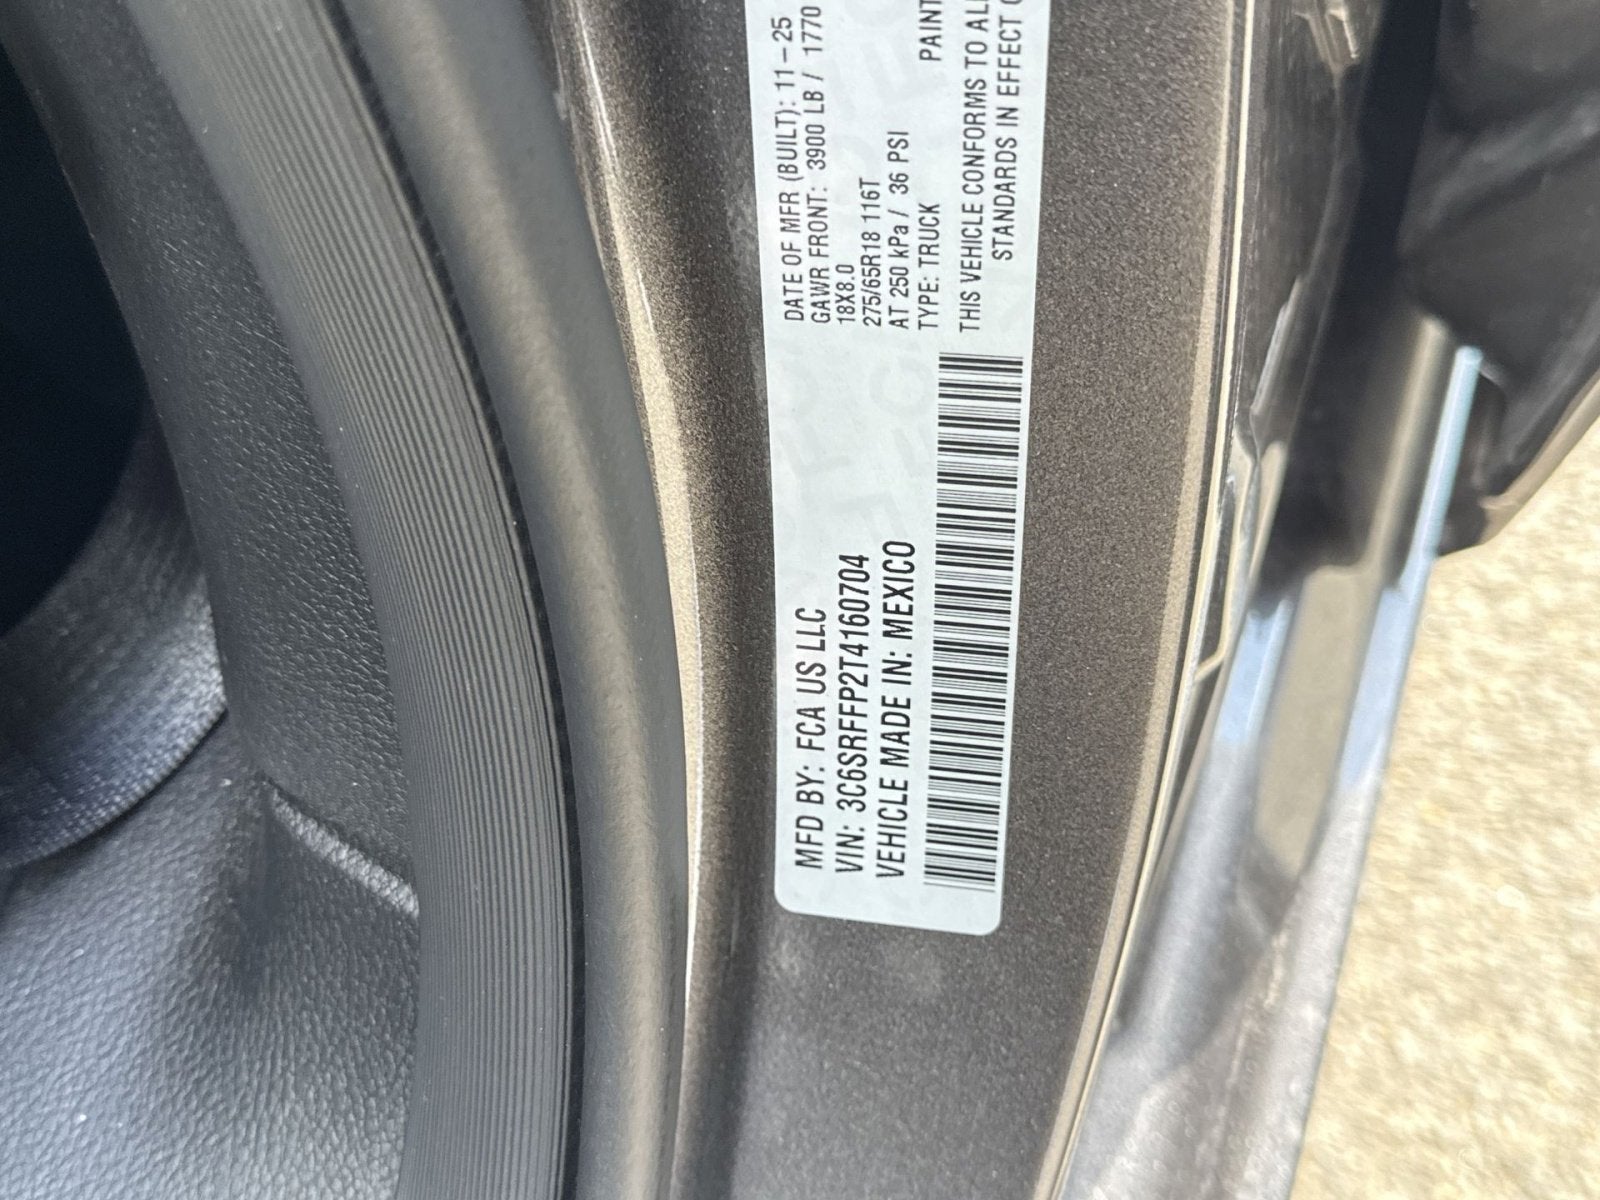 MFD BY: FCA US LLC
VIN: 3C6SRFFP2T4160704
VEHICLE MADE IN: MEXICO
DATE OF MFR (BUILT): 11-25
GAWR FRONT: 3900 LB / 1770
18X8.0
275/65R18 116T
AT 250 kPa / 36 PSI
TYPE: TRUCK PAINT
THIS VEHICLE CONFORMS TO
STANDARDS IN EFFECT